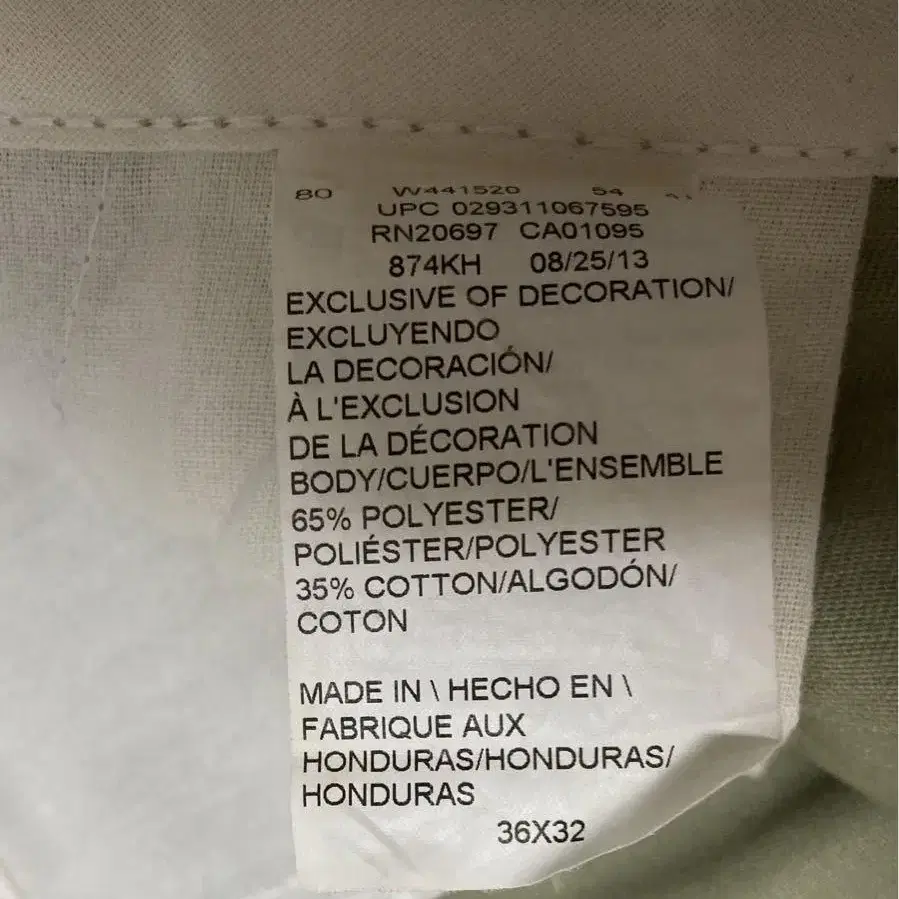 80 W441520 54
UPC 029311067595
RN20697 CA01095
874KH 08/25/13
EXCLUSIVE OF DECORATION/
EXCLUYENDO
LA DECORACIÓN/
À L'EXCLUSION
DE LA DÉCORATION
BODY/CUERPO/L'ENSEMBLE
65% POLYESTER/
POLIÉSTER/POLYESTER
35% COTTON/ALGODÓN/
COTON
MADE IN \ HECHO EN \
FABRIQUE AUX
HONDURAS/HONDURAS/
HONDURAS
36X32